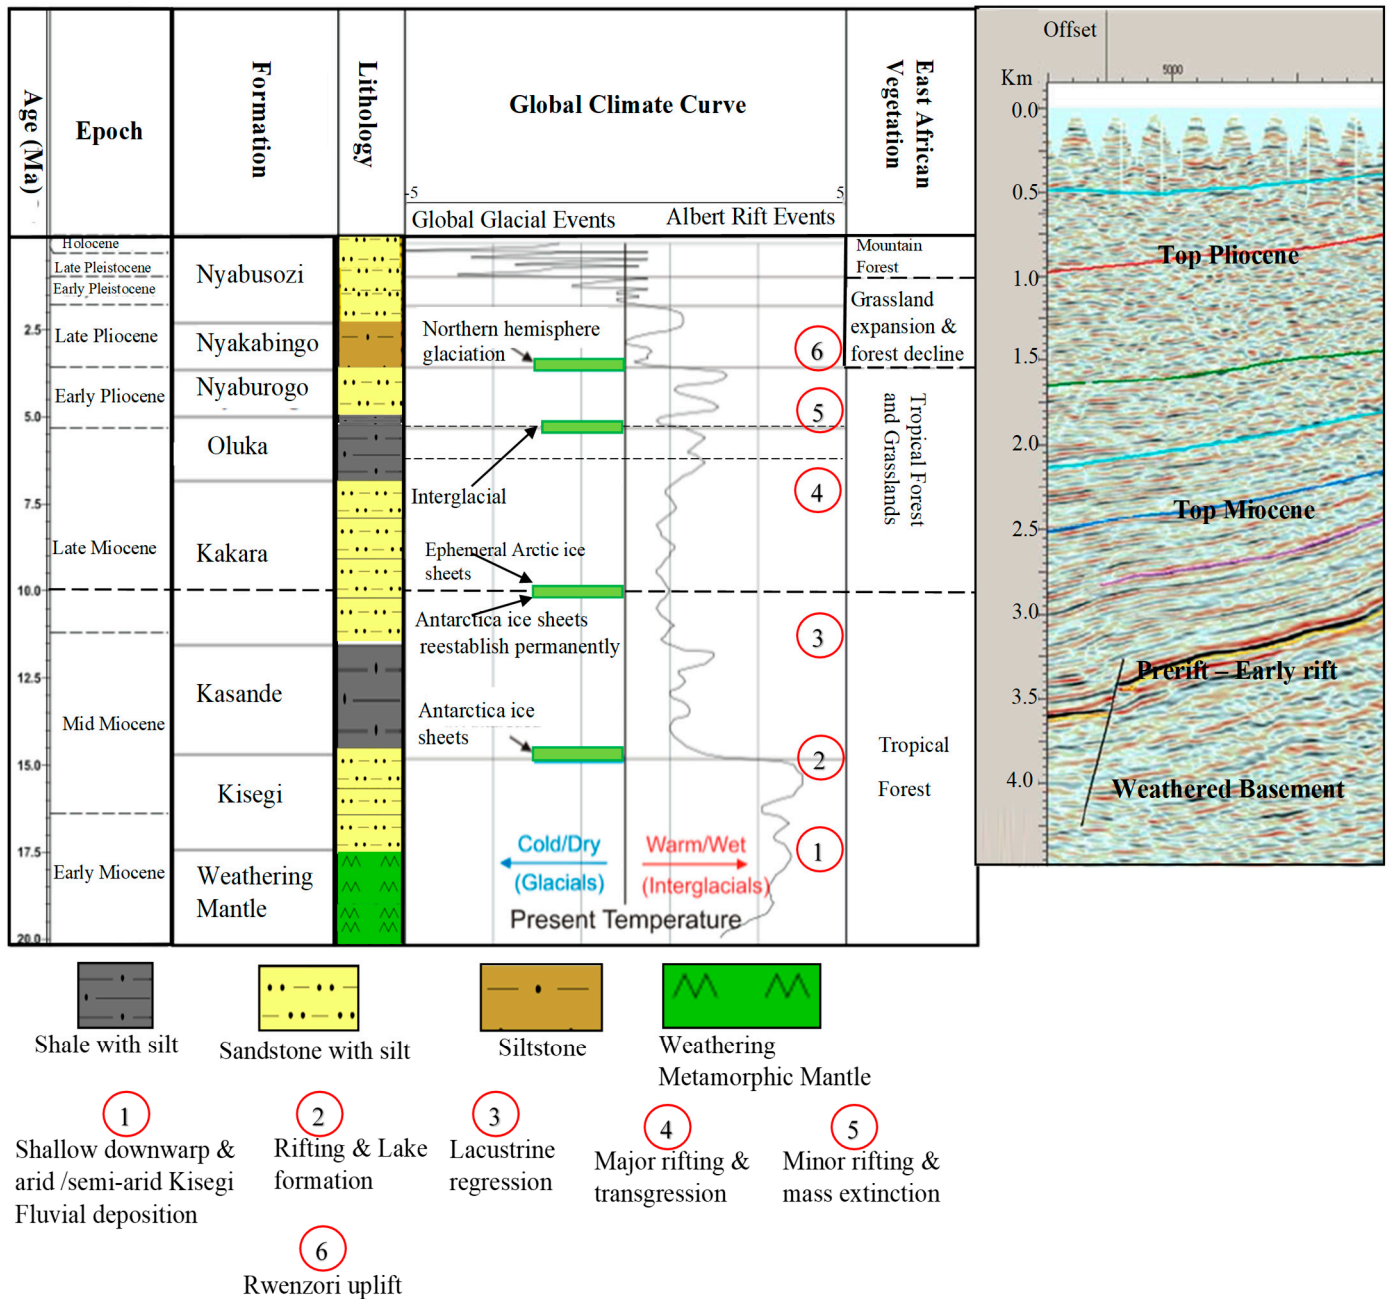 Age (Ma)
Epoch
Formation
Lithology
Global Climate Curve
-5
5
Global Glacial Events
Albert Rift Events
East African
Vegetation
Holocene
Late Pleistocene
Early Pleistocene
Late Pliocene
Early Pliocene
Late Miocene
Mid Miocene
Early Miocene
2.5
5.0
7.5
10.0
12.5
15.0
17.5
20.0
Nyabusozi
Nyakabingo
Nyaburogo
Oluka
Kakara
Kasande
Kisegi
Weathering
Mantle
Northern hemisphere
glaciation
Interglacial
Ephemeral Arctic ice
sheets
Antarctica ice sheets
reestablish permanently
Antarctica ice
sheets
Cold/Dry
(Glacials)
Warm/Wet
(Interglacials)
Present Temperature
6
5
4
3
2
1
Mountain
Forest
Grassland
expansion &
forest decline
Tropical Forest
and Grasslands
Tropical
Forest
Offset
5000
Km
0.0
0.5
1.0
1.5
2.0
2.5
3.0
3.5
4.0
Top Pliocene
Top Miocene
Prerift – Early rift
Weathered Basement
Shale with silt
Sandstone with silt
Siltstone
Weathering
Metamorphic Mantle
1
Shallow downwarp &
arid /semi-arid Kisegi
Fluvial deposition
2
Rifting & Lake
formation
3
Lacustrine
regression
4
Major rifting &
transgression
5
Minor rifting &
mass extinction
6
Rwenzori uplift